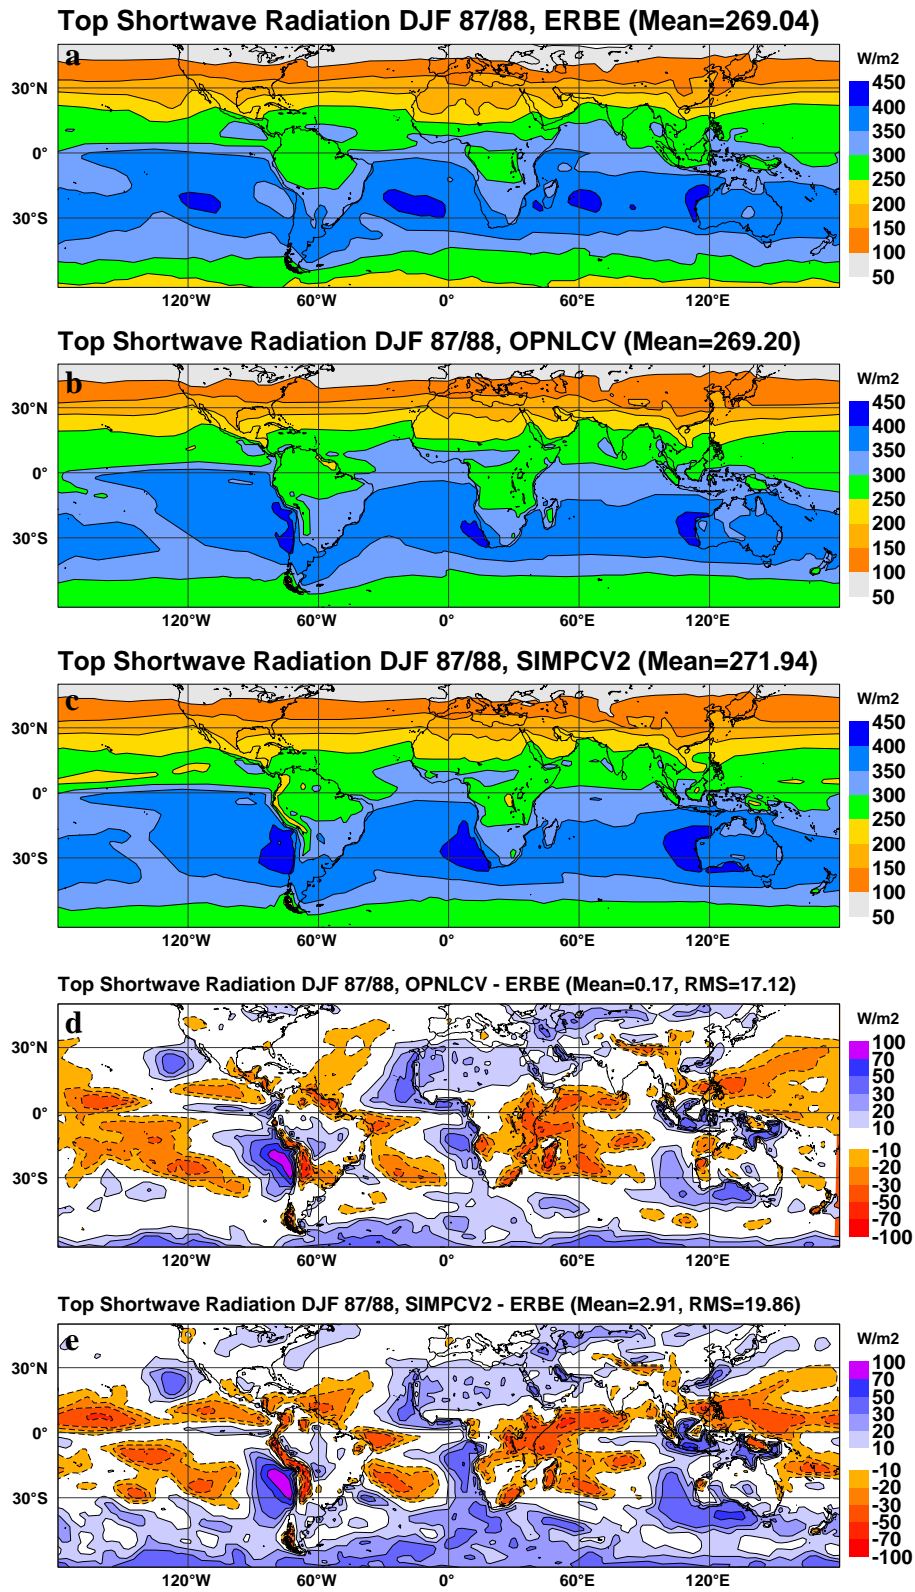 Top Shortwave Radiation DJF 87/88, ERBE (Mean=269.04)
a
W/m2
450
400
350
300
250
200
150
100
50
30°N
0°
30°S
120°W 60°W 0° 60°E 120°E
Top Shortwave Radiation DJF 87/88, OPNLCV (Mean=269.20)
b
W/m2
450
400
350
300
250
200
150
100
50
30°N
0°
30°S
120°W 60°W 0° 60°E 120°E
Top Shortwave Radiation DJF 87/88, SIMPCV2 (Mean=271.94)
c
W/m2
450
400
350
300
250
200
150
100
50
30°N
0°
30°S
120°W 60°W 0° 60°E 120°E
Top Shortwave Radiation DJF 87/88, OPNLCV - ERBE (Mean=0.17, RMS=17.12)
d
W/m2
100
70
50
30
20
10
-10
-20
-30
-50
-70
-100
30°N
0°
30°S
120°W 60°W 0° 60°E 120°E
Top Shortwave Radiation DJF 87/88, SIMPCV2 - ERBE (Mean=2.91, RMS=19.86)
e
W/m2
100
70
50
30
20
10
-10
-20
-30
-50
-70
-100
30°N
0°
30°S
120°W 60°W 0° 60°E 120°E